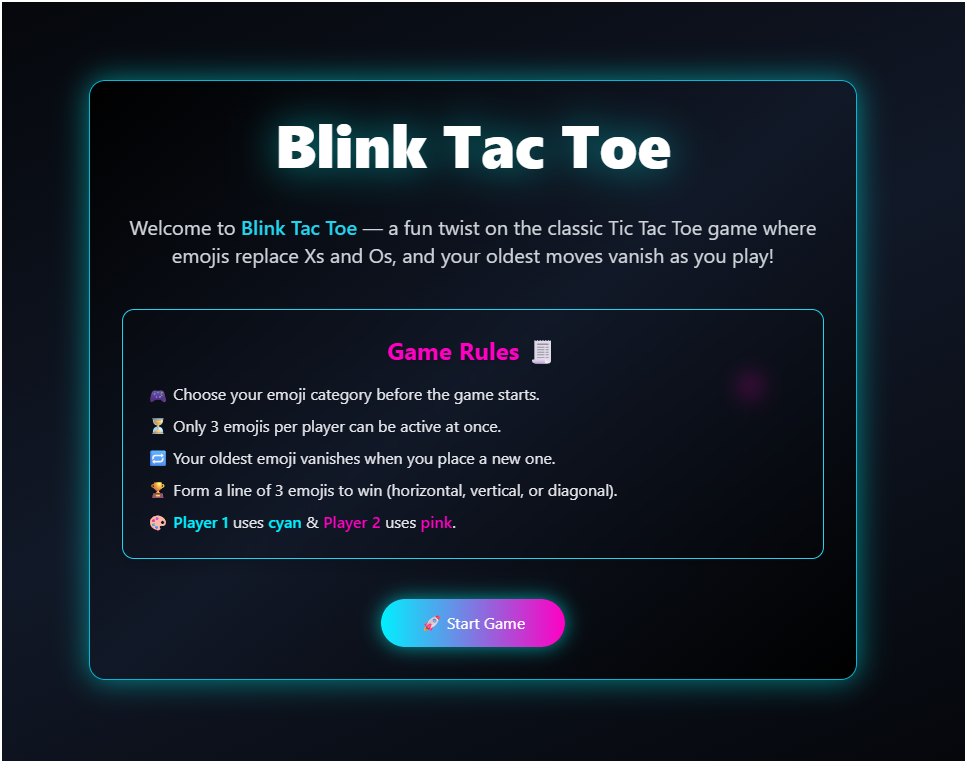 Blink Tac Toe
Welcome to Blink Tac Toe — a fun twist on the classic Tic Tac Toe game where
emojis replace Xs and Os, and your oldest moves vanish as you play!
Game Rules 🧾
🎮 Choose your emoji category before the game starts.
⏳ Only 3 emojis per player can be active at once.
🔁 Your oldest emoji vanishes when you place a new one.
🏆 Form a line of 3 emojis to win (horizontal, vertical, or diagonal).
🎨 Player 1 uses cyan & Player 2 uses pink.
🚀 Start Game